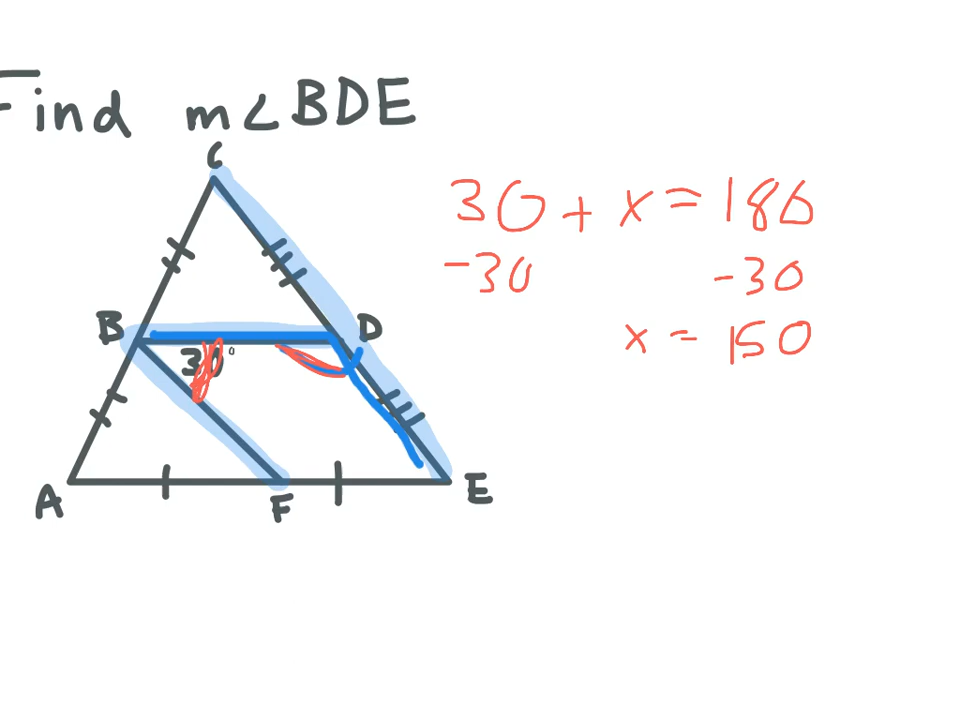 Find m∠BDE
C
30 + x = 180
-30 -30
B D
30° x = 150
A F E